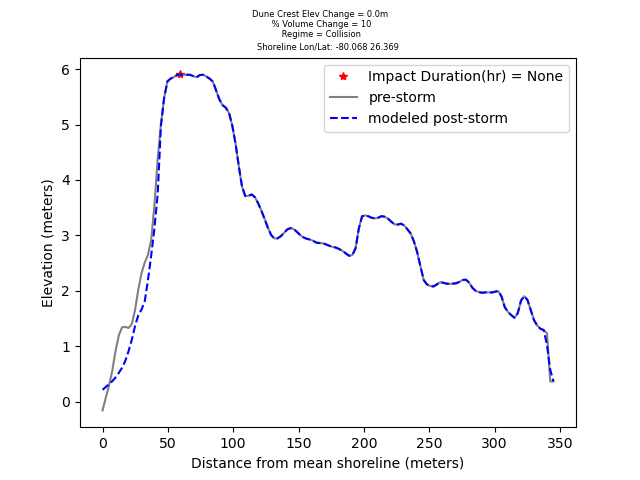 Dune Crest Elev Change = 0.0m
% Volume Change = 10
Regime = Collision
Shoreline Lon/Lat: -80.068 26.369
Impact Duration(hr) = None
pre-storm
modeled post-storm
Elevation (meters)
6
5
4
3
2
1
0
0 50 100 150 200 250 300 350
Distance from mean shoreline (meters)